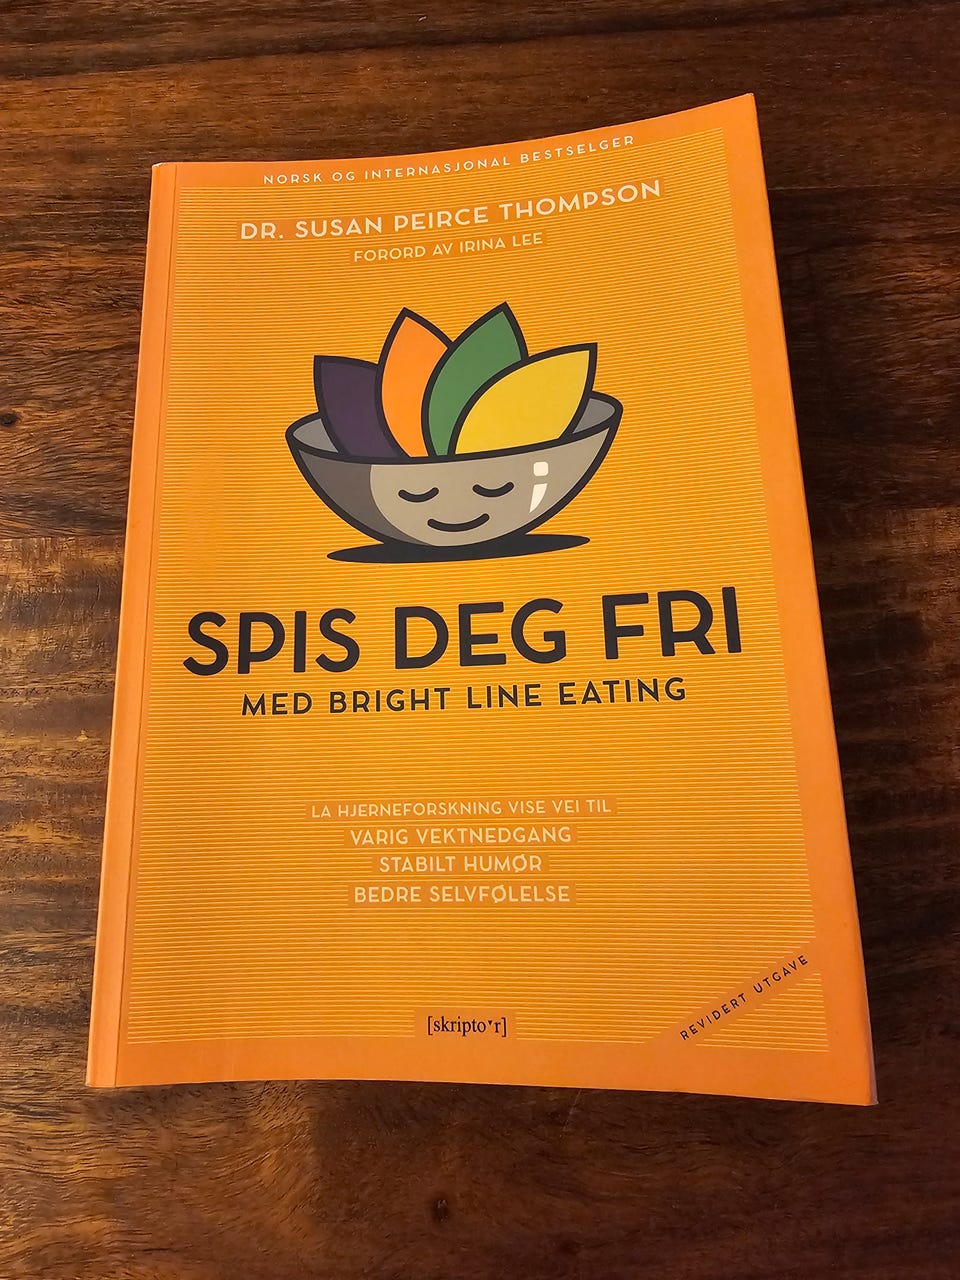 NORSK OG INTERNASJONAL BESTSELGER
DR. SUSAN PEIRCE THOMPSON
FORORD AV IRINA LEE
SPIS DEG FRI
MED BRIGHT LINE EATING
LA HJERNEFORSKNING VISE VEI TIL
VARIG VEKTNEDGANG
STABILT HUMØR
BEDRE SELVFØLELSE
REVIDERT UTGAVE
[skripto'r]